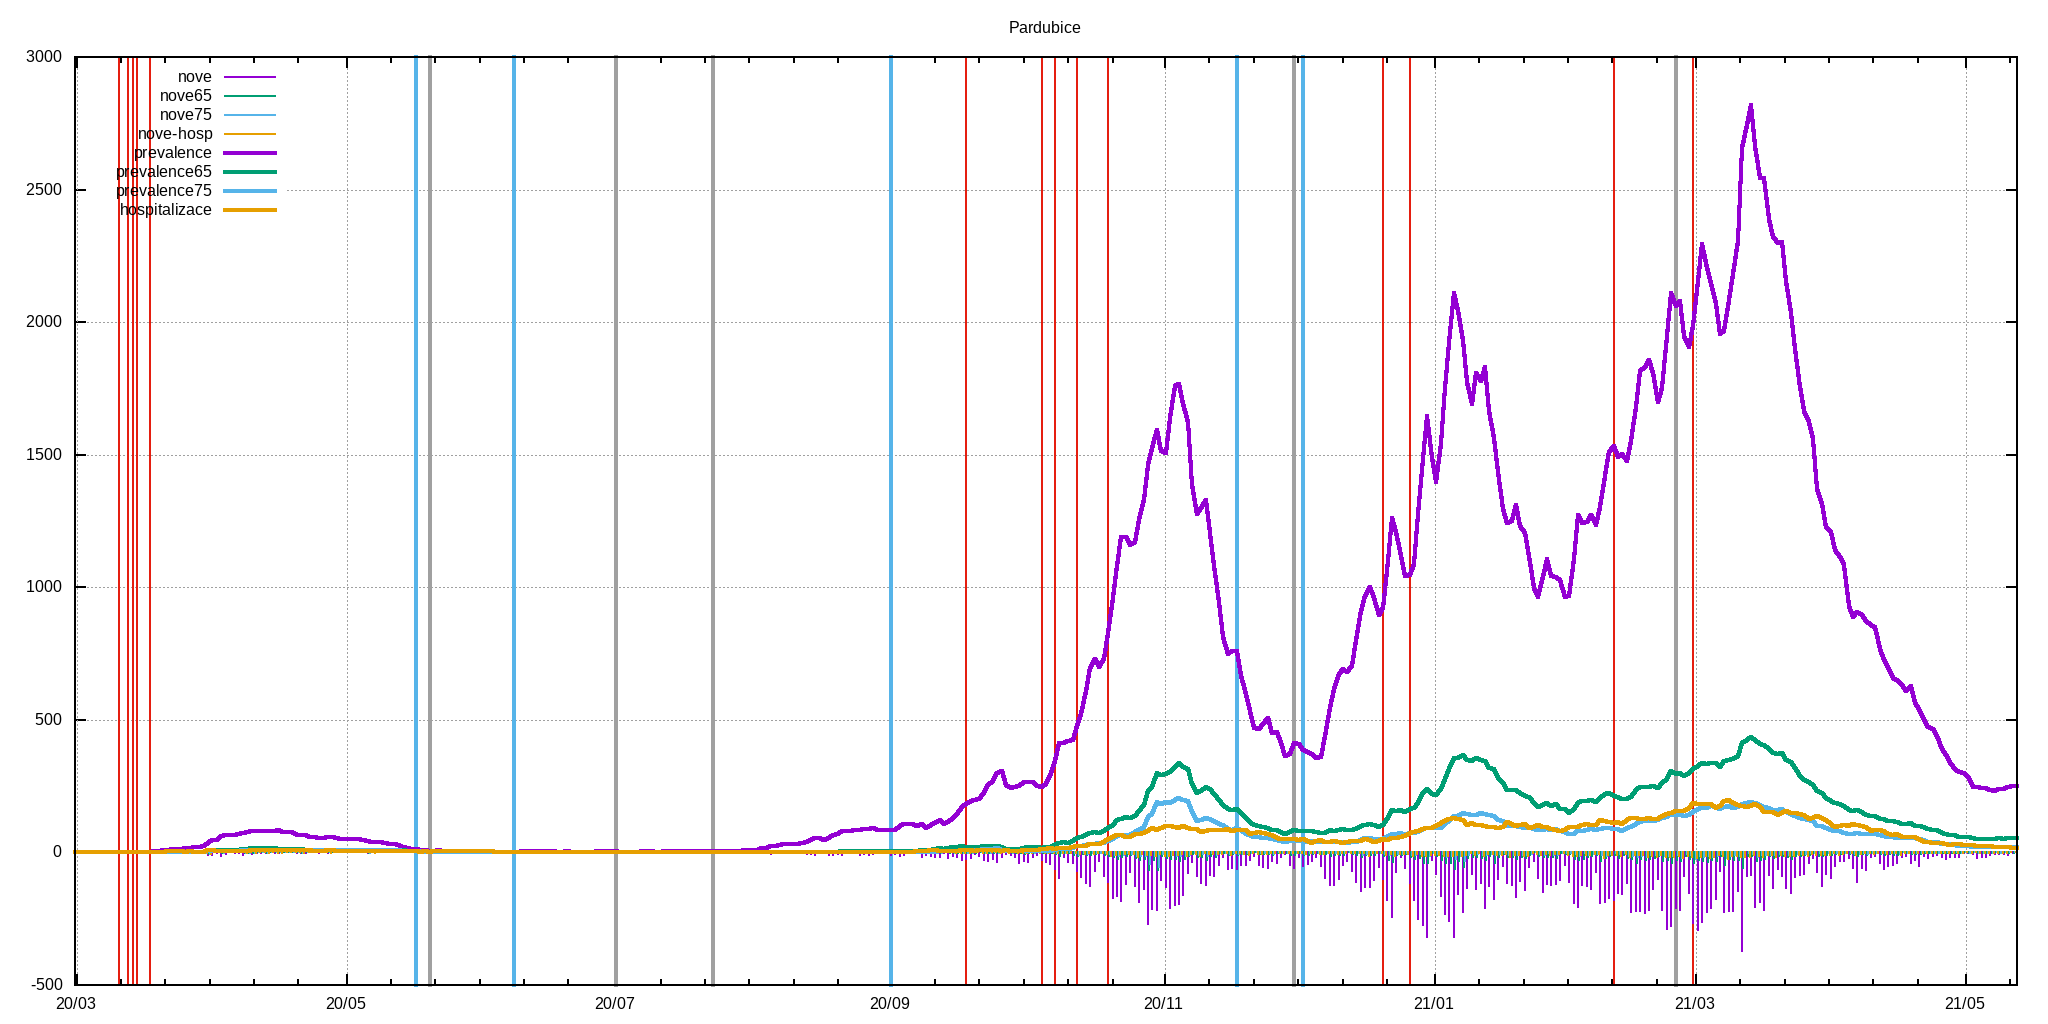 Pardubice
3000
2500
2000
1500
1000
500
0
-500
nove
nove65
nove75
nove-hosp
prevalence
prevalence65
prevalence75
hospitalizace
20/03 20/05 20/07 20/09 20/11 21/01 21/03 21/05